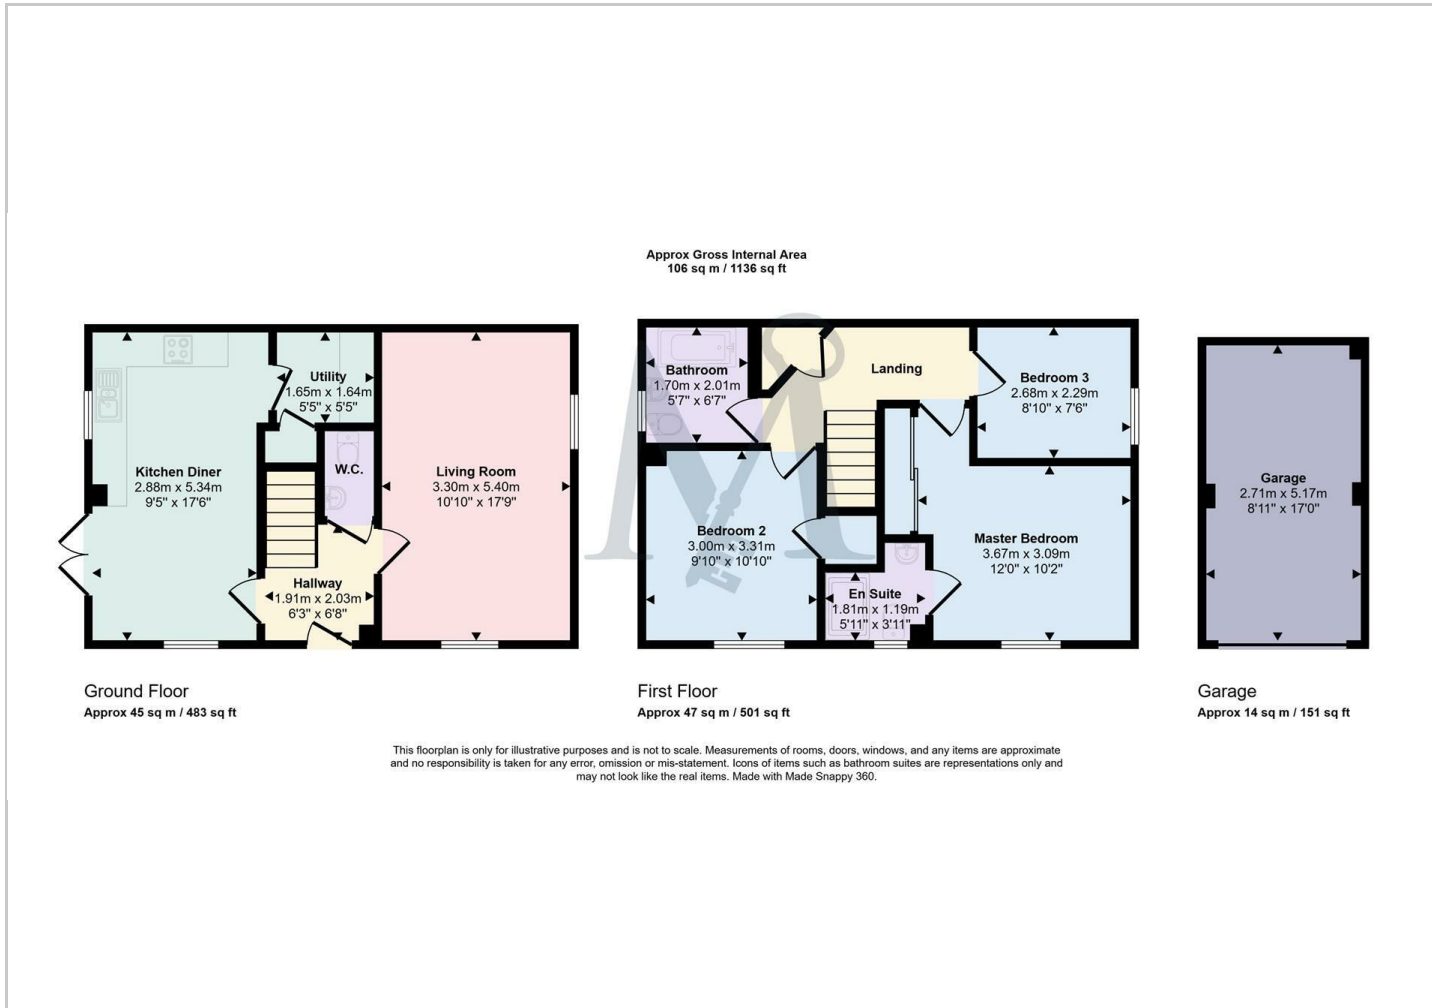 Approx Gross Internal Area
106 sq m / 1136 sq ft
Kitchen Diner
2.88m x 5.34m
9'5" x 17'6"
Utility
1.65m x 1.64m
5'5" x 5'5"
W.C.
Living Room
3.30m x 5.40m
10'10" x 17'9"
Hallway
1.91m x 2.03m
6'3" x 6'8"
Ground Floor
Approx 45 sq m / 483 sq ft
Bathroom
1.70m x 2.01m
5'7" x 6'7"
Landing
Bedroom 3
2.68m x 2.29m
8'10" x 7'6"
Bedroom 2
3.00m x 3.31m
9'10" x 10'10"
Master Bedroom
3.67m x 3.09m
12'0" x 10'2"
En Suite
1.81m x 1.19m
5'11" x 3'11"
First Floor
Approx 47 sq m / 501 sq ft
Garage
2.71m x 5.17m
8'11" x 17'0"
Garage
Approx 14 sq m / 151 sq ft
This floorplan is only for illustrative purposes and is not to scale. Measurements of rooms, doors, windows, and any items are approximate
and no responsibility is taken for any error, omission or mis-statement. Icons of items such as bathroom suites are representations only and
may not look like the real items. Made with Made Snappy 360.